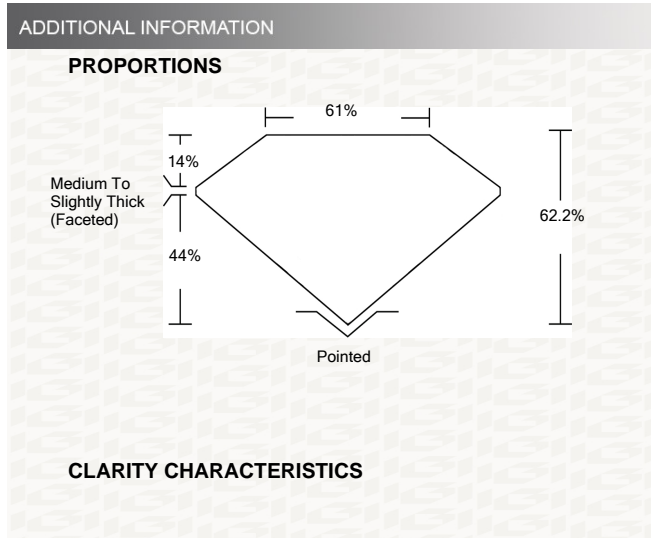 ADDITIONAL INFORMATION
PROPORTIONS
61%
14%
Medium To
Slightly Thick
(Faceted)
62.2%
44%
Pointed
CLARITY CHARACTERISTICS